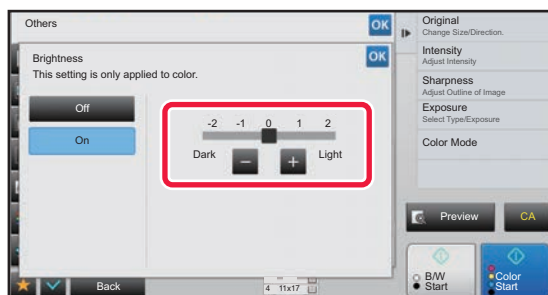 Others
OK
Brightness
OK
This setting is only applied to color.
Off
On
-2 -1 0 1 2
Dark
−
+
Light
Back
4 11x17
Original
Change Size/Direction.
Intensity
Adjust Intensity
Sharpness
Adjust Outline of Image
Exposure
Select Type/Exposure
Color Mode
Preview
CA
B/W
Start
Color
Start